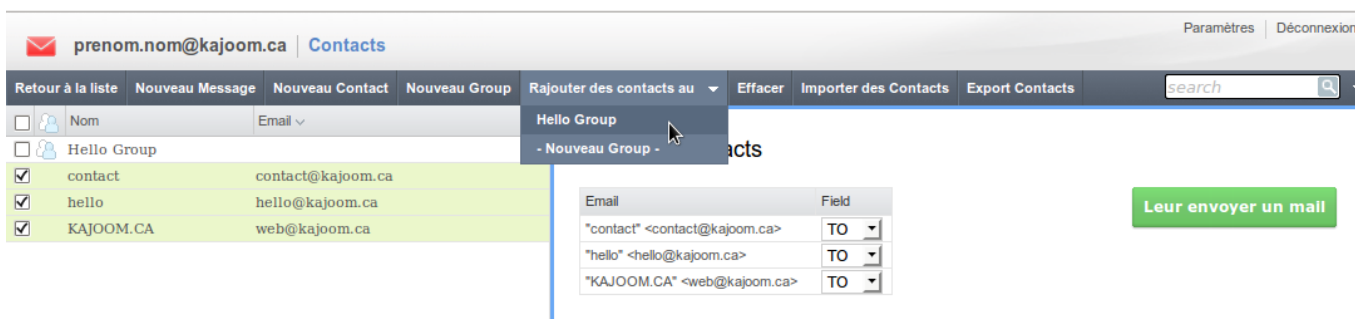 Paramètres Déconnexion
prenom.nom@kajoom.ca Contacts
Retour à la liste Nouveau Message Nouveau Contact Nouveau Group Rajouter des contacts au Effacer Importer des Contacts Export Contacts search
Nom Email
Hello Group
- Nouveau Group -
Hello Group
contact contact@kajoom.ca
hello hello@kajoom.ca
KAJOOM.CA web@kajoom.ca
Email Field
"contact" <contact@kajoom.ca> TO
"hello" <hello@kajoom.ca> TO
"KAJOOM.CA" <web@kajoom.ca> TO
Leur envoyer un mail